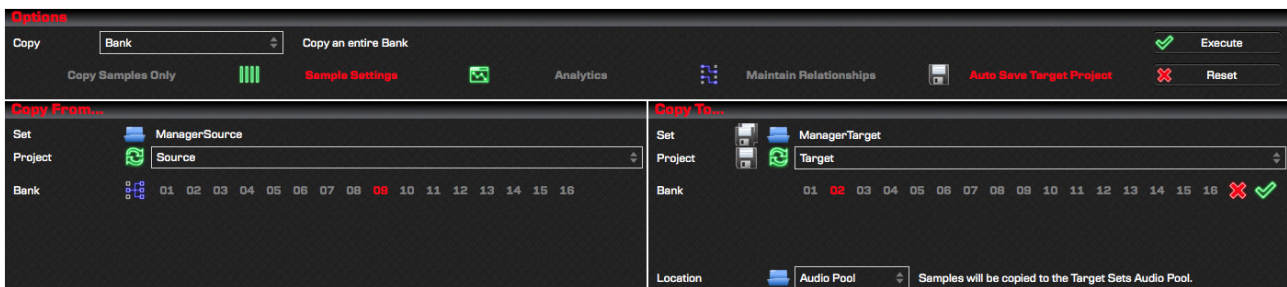 Options
Copy Bank Copy an entire Bank Execute
Copy Samples Only Sample Settings Analytics Maintain Relationships Auto Save Target Project Reset
Copy From...
Set ManagerSource
Project Source
Bank 01 02 03 04 05 06 07 08 09 10 11 12 13 14 15 16
Copy To...
Set ManagerTarget
Project Target
Bank 01 02 03 04 05 06 07 08 09 10 11 12 13 14 15 16
Location Audio Pool Samples will be copied to the Target Sets Audio Pool.